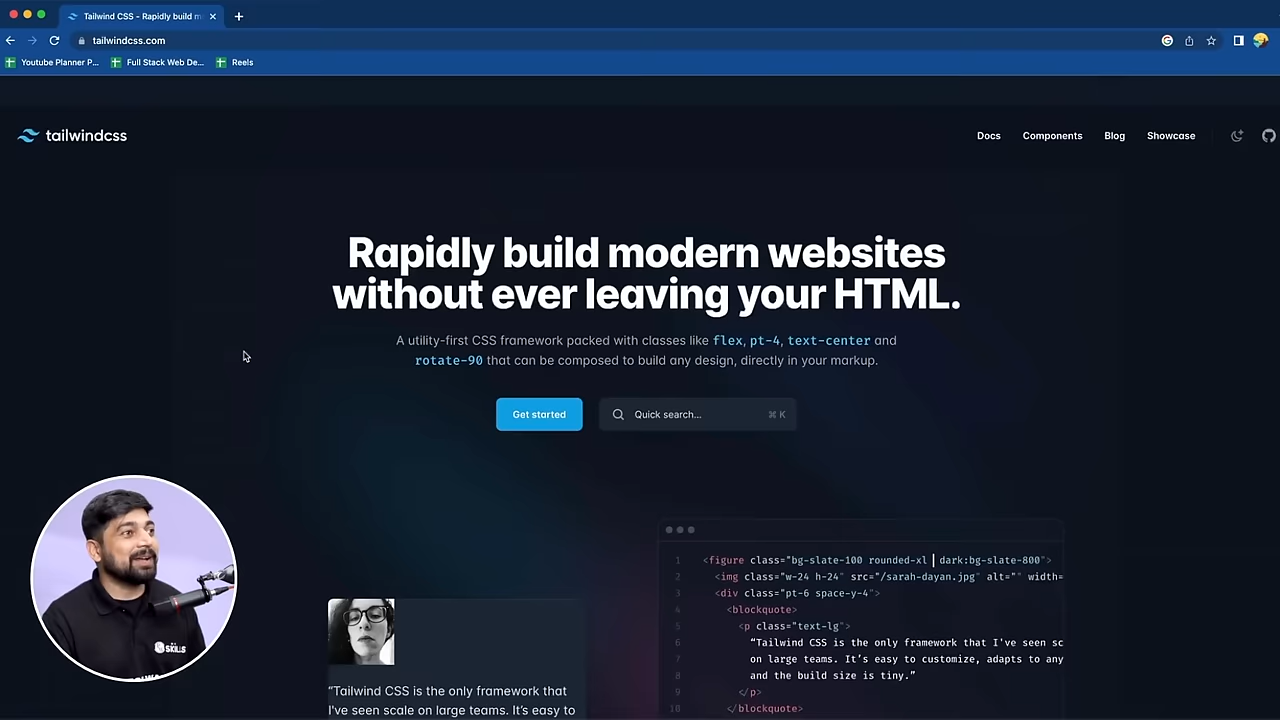 Tailwind CSS - Rapidly build m
tailwindcss.com
Youtube Planner P... Full Stack Web De... Reels
tailwindcss
Docs Components Blog Showcase
Rapidly build modern websites
without ever leaving your HTML.
A utility-first CSS framework packed with classes like flex, pt-4, text-center and
rotate-90 that can be composed to build any design, directly in your markup.
Get started
Quick search... ⌘ K
1 <figure class="bg-slate-100 rounded-xl dark:bg-slate-800">
2 <img class="w-24 h-24" src="/sarah-dayan.jpg" alt="" width=
3 <div class="pt-6 space-y-4">
4 <blockquote>
5 <p class="text-lg">
6 “Tailwind CSS is the only framework that I've seen sc
7 on large teams. It’s easy to customize, adapts to any
8 and the build size is tiny.”
9 </p>
10 </blockquote>
“Tailwind CSS is the only framework that
I've seen scale on large teams. It’s easy to
SKILLS